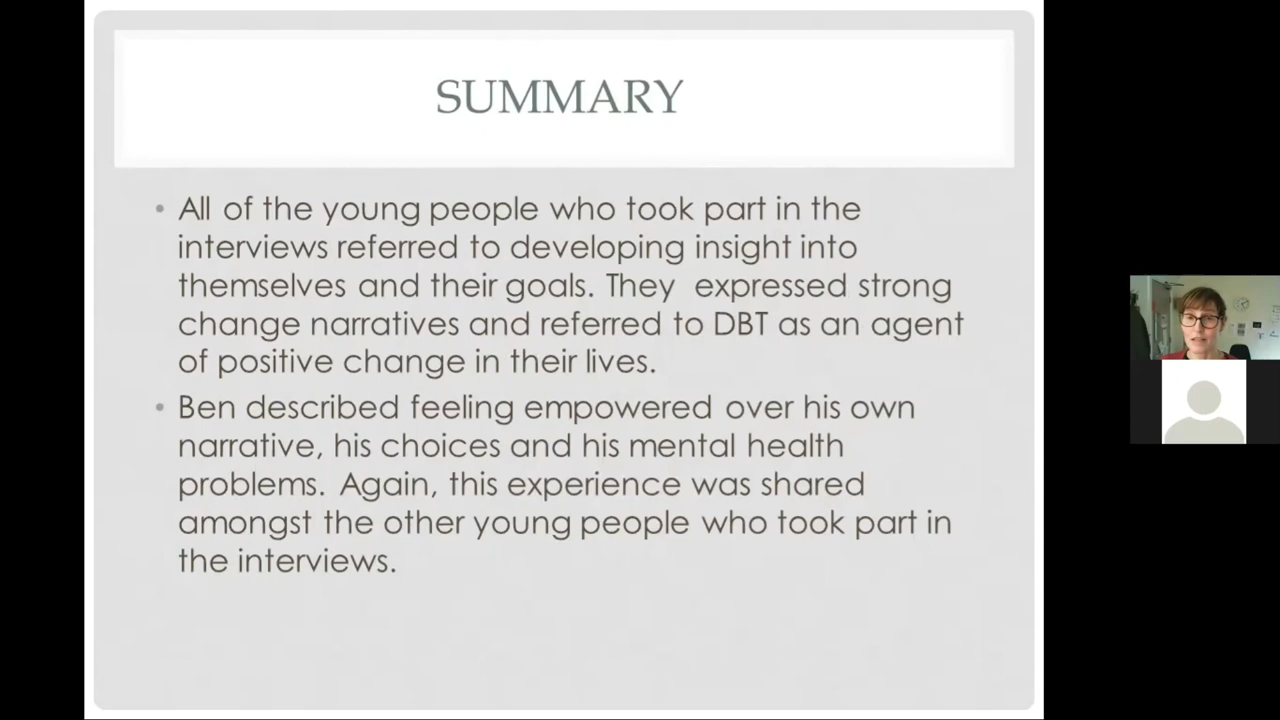 SUMMARY
• All of the young people who took part in the
interviews referred to developing insight into
themselves and their goals. They expressed strong
change narratives and referred to DBT as an agent
of positive change in their lives.
• Ben described feeling empowered over his own
narrative, his choices and his mental health
problems. Again, this experience was shared
amongst the other young people who took part in
the interviews.